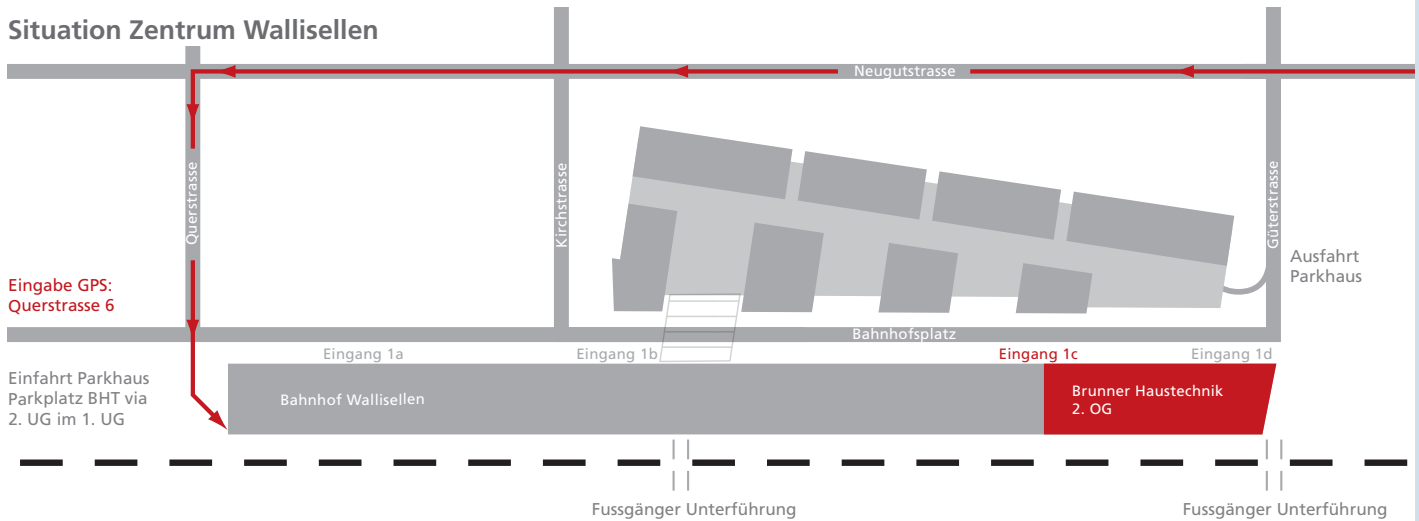 Situation Zentrum Wallisellen
Neugutstrasse
Querstrasse
Kirchstrasse
Güterstrasse
Ausfahrt
Parkhaus
Eingabe GPS:
Querstrasse 6
Bahnhofsplatz
Eingang 1a
Eingang 1b
Eingang 1c
Eingang 1d
Einfahrt Parkhaus
Parkplatz BHT via
2. UG im 1. UG
Bahnhof Wallisellen
Brunner Haustechnik
2. OG
Fussgänger Unterführung
Fussgänger Unterführung